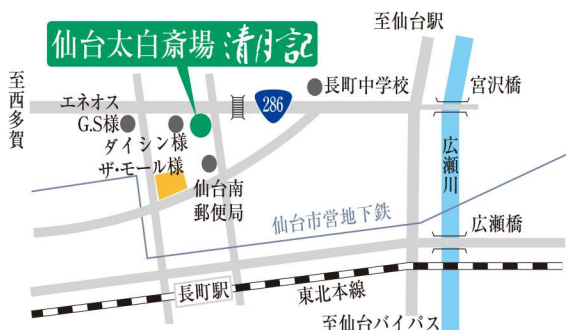 仙台太白斎場 清月記
至仙台駅
至西多賀
エネオス
G.S様
286
長町中学校
宮沢橋
ダイシン様
ザ・モール様
仙台南
郵便局
広瀬川
仙台市営地下鉄
広瀬橋
長町駅
東北本線
至仙台バイパス